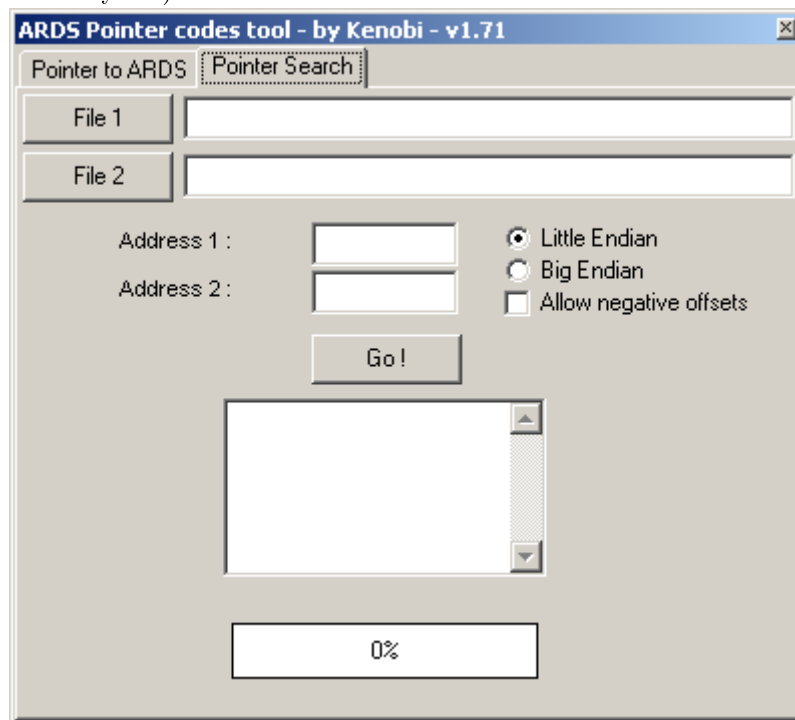 ARDS Pointer codes tool - by Kenobi - v1.71
Pointer to ARDS Pointer Search
File 1
File 2
Address 1 :
Little Endian
Big Endian
Address 2 :
Allow negative offsets
Go !
0%